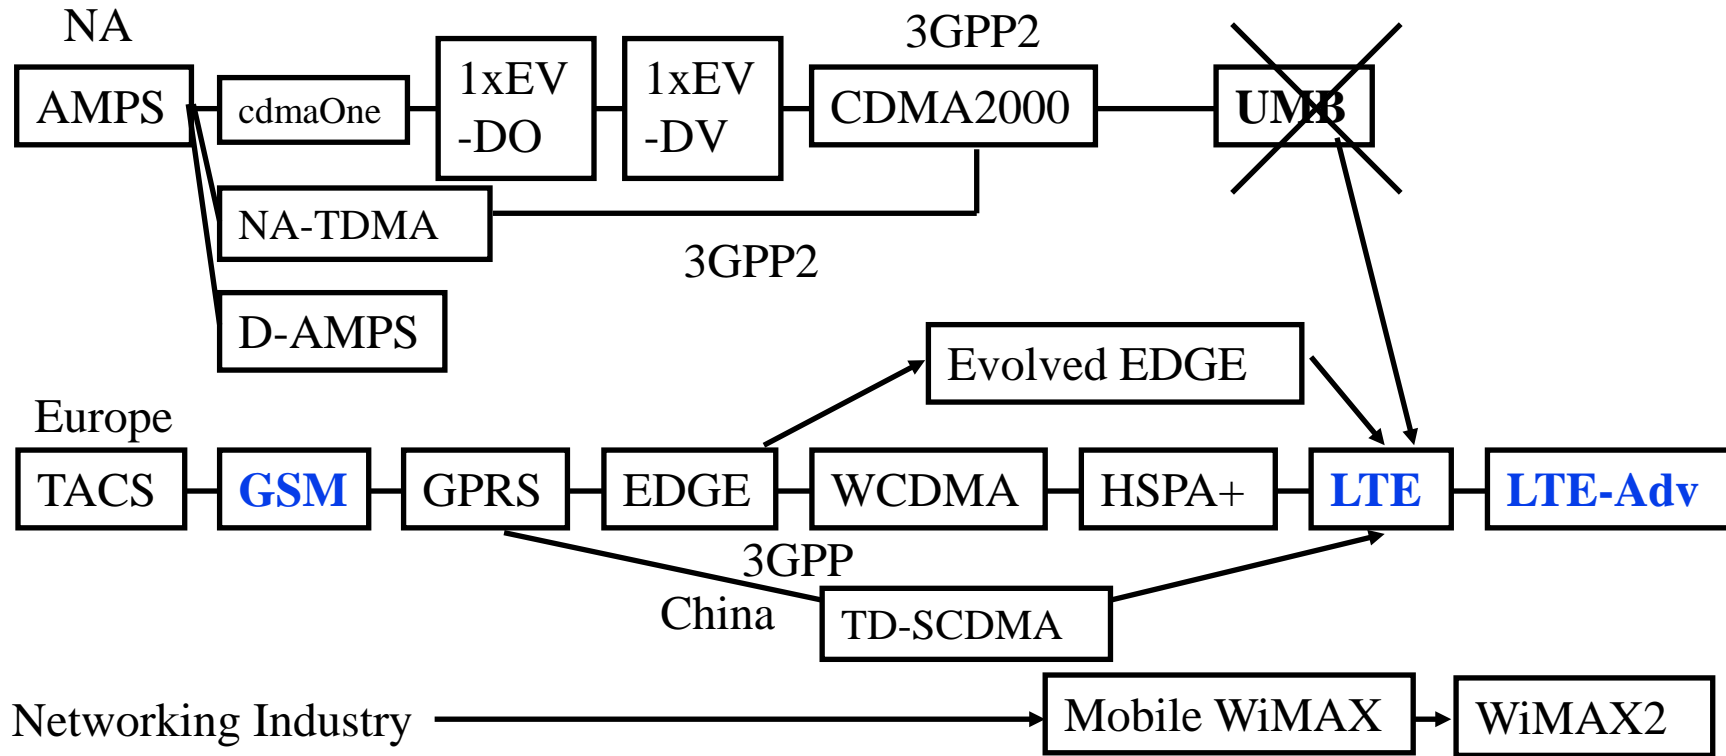 NA
3GPP2
AMPS
cdmaOne
1xEV
-DO
1xEV
-DV
CDMA2000
UMB
NA-TDMA
3GPP2
D-AMPS
Evolved EDGE
Europe
TACS
GSM
GPRS
EDGE
WCDMA
HSPA+
LTE
LTE-Adv
3GPP
China
TD-SCDMA
Networking Industry
Mobile WiMAX
WiMAX2